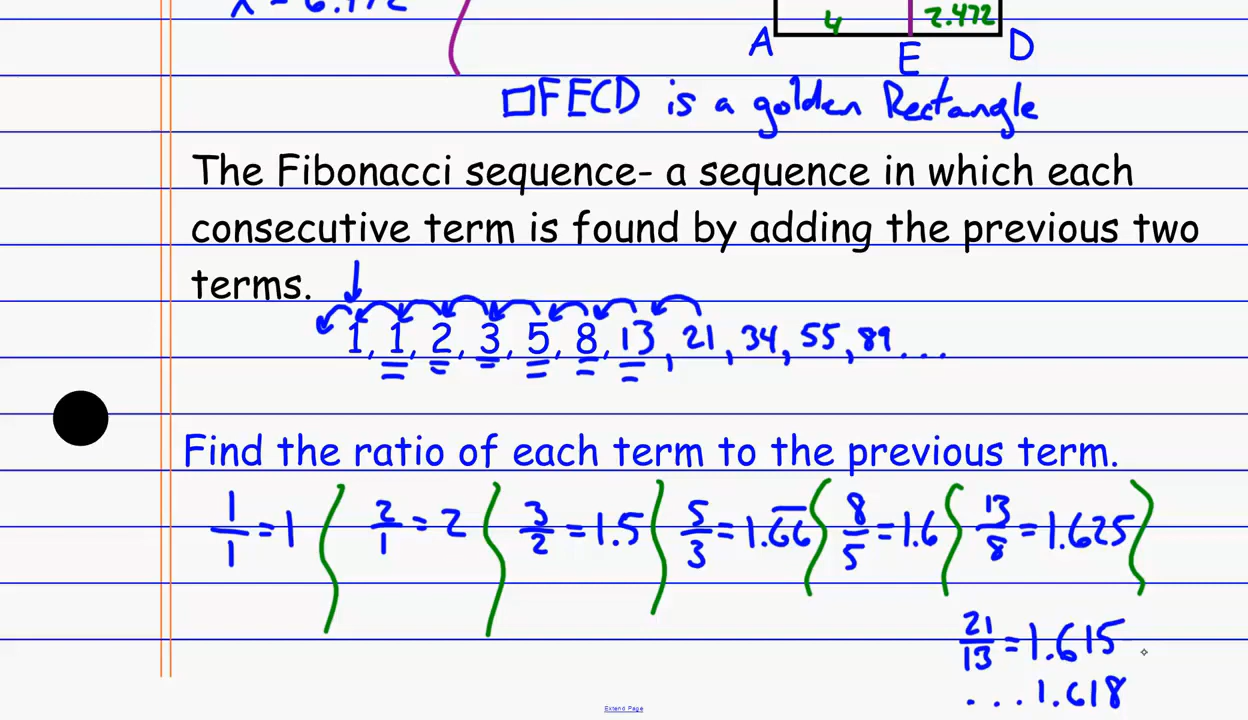 x = 6.472
4 2.472
A E D
□FECD is a golden Rectangle
The Fibonacci sequence- a sequence in which each
consecutive term is found by adding the previous two
terms.
1, 1, 2, 3, 5, 8, 13, 21, 34, 55, 89...
Find the ratio of each term to the previous term.
1/1 = 1 2/1 = 2 3/2 = 1.5 5/3 = 1.6̅6̅ 8/5 = 1.6 13/8 = 1.625
21/13 = 1.615
...1.618
Extend Page